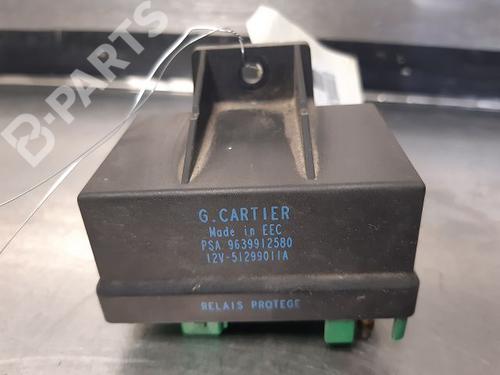 B-PARTS
G.CARTIER
Made in EEC
PSA 9639912580
12V-51299011A
RELAIS PROTEGE